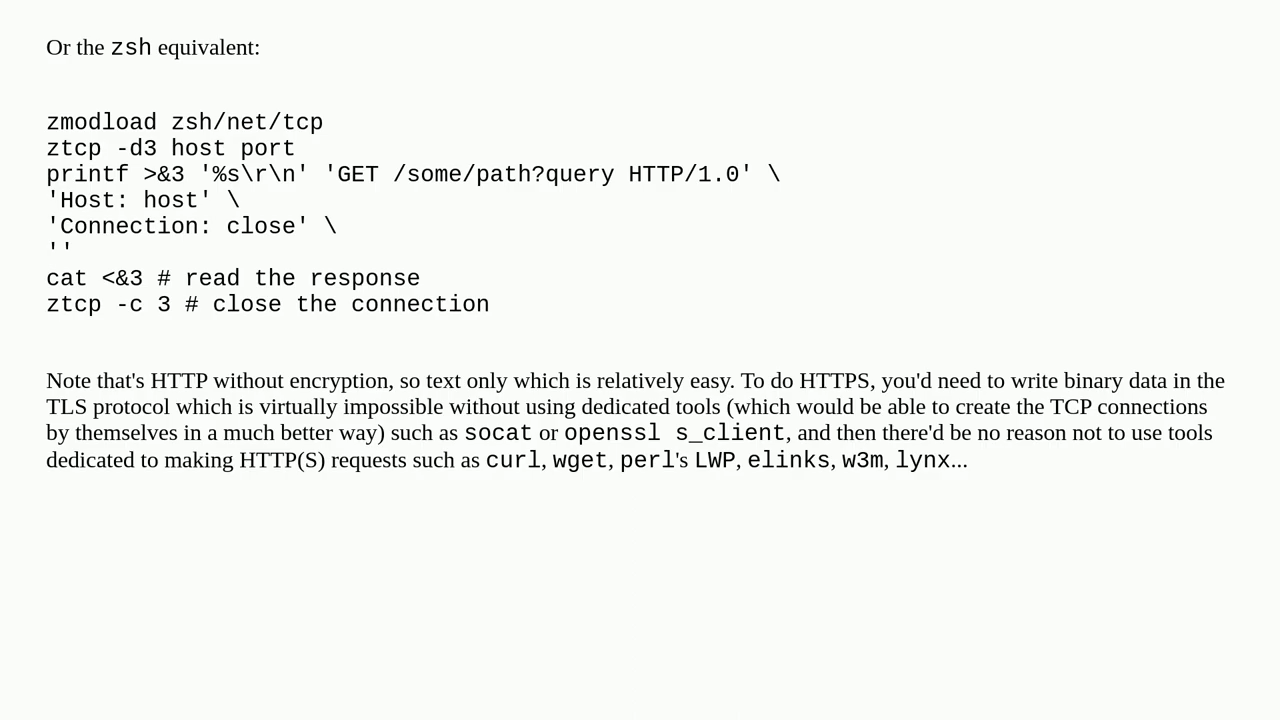 Or the zsh equivalent:
zmodload zsh/net/tcp
ztcp -d3 host port
printf >&3 '%s\r\n' 'GET /some/path?query HTTP/1.0' \
'Host: host' \
'Connection: close' \
''
cat <&3 # read the response
ztcp -c 3 # close the connection
Note that's HTTP without encryption, so text only which is relatively easy. To do HTTPS, you'd need to write binary data in the
TLS protocol which is virtually impossible without using dedicated tools (which would be able to create the TCP connections
by themselves in a much better way) such as socat or openssl s_client, and then there'd be no reason not to use tools
dedicated to making HTTP(S) requests such as curl, wget, perl's LWP, elinks, w3m, lynx...